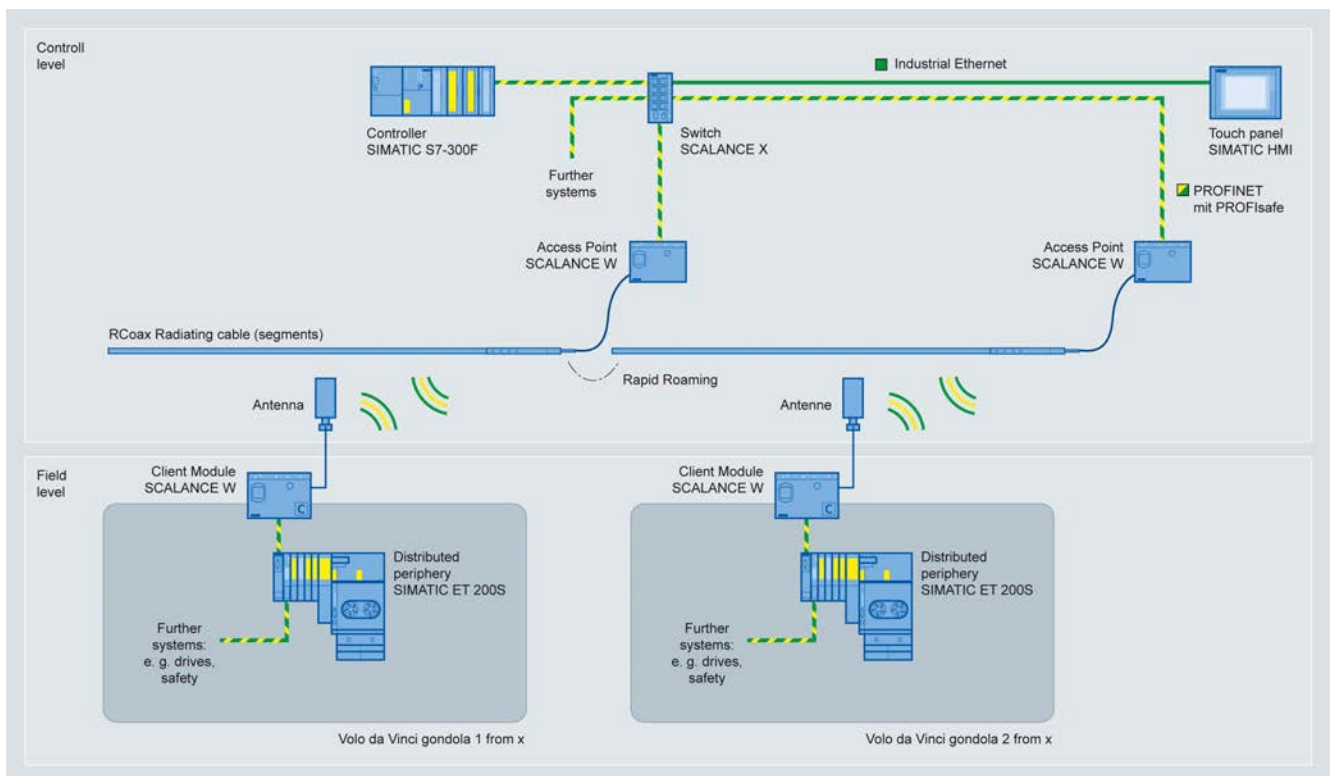 Controll
level
Industrial Ethernet
Controller
SIMATIC S7-300F
Switch
SCALANCE X
Touch panel
SIMATIC HMI
Further
systems
PROFINET
mit PROFIsafe
Access Point
SCALANCE W
Access Point
SCALANCE W
RCoax Radiating cable (segments)
Rapid Roaming
Antenna
Antenne
Field
level
Client Module
SCALANCE W
C
Client Module
SCALANCE W
C
Distributed
periphery
SIMATIC ET 200S
Distributed
periphery
SIMATIC ET 200S
Further
systems:
e. g. drives,
safety
Further
systems:
e. g. drives,
safety
Volo da Vinci gondola 1 from x
Volo da Vinci gondola 2 from x